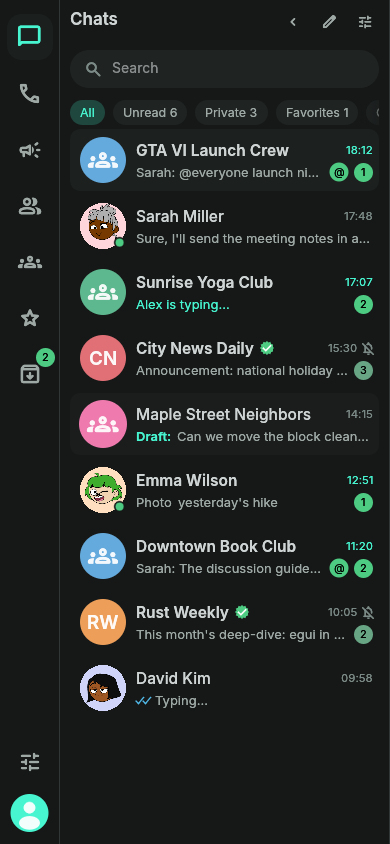 Chats
Search
All
Unread 6
Private 3
Favorites 1
GTA VI Launch Crew
18:12
Sarah: @everyone launch ni...
@
1
Sarah Miller
17:48
Sure, I'll send the meeting notes in a...
Sunrise Yoga Club
17:07
Alex is typing...
2
2
CN
City News Daily
15:30
Announcement: national holiday ...
3
Maple Street Neighbors
14:15
Draft: Can we move the block clean...
Emma Wilson
12:51
Photo yesterday's hike
1
Downtown Book Club
11:20
Sarah: The discussion guide...
@
2
RW
Rust Weekly
10:05
This month's deep-dive: egui in ...
2
David Kim
09:58
Typing...